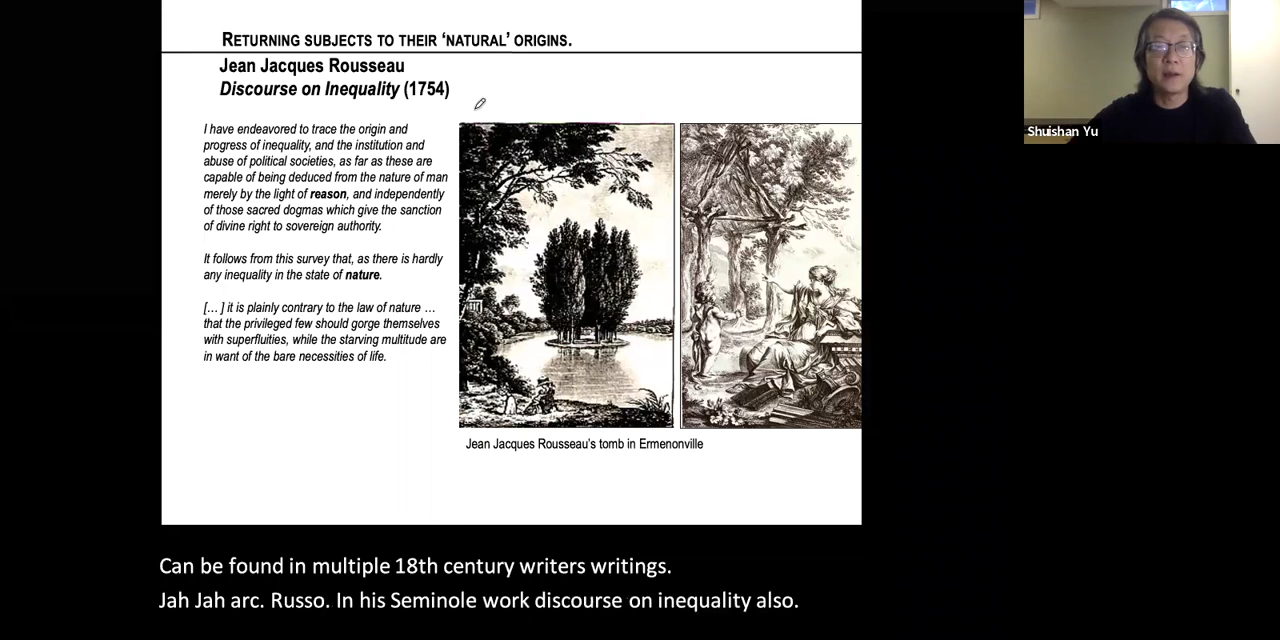 RETURNING SUBJECTS TO THEIR ‘NATURAL’ ORIGINS.
Jean Jacques Rousseau
Discourse on Inequality (1754)
I have endeavored to trace the origin and
progress of inequality, and the institution and
abuse of political societies, as far as these are
capable of being deduced from the nature of man
merely by the light of reason, and independently
of those sacred dogmas which give the sanction
of divine right to sovereign authority.
It follows from this survey that, as there is hardly
any inequality in the state of nature.
[… ] it is plainly contrary to the law of nature …
that the privileged few should gorge themselves
with superfluities, while the starving multitude are
in want of the bare necessities of life.
Jean Jacques Rousseau’s tomb in Ermenonville
Shuishan Yu
Can be found in multiple 18th century writers writings.
Jah Jah arc. Russo. In his Seminole work discourse on inequality also.